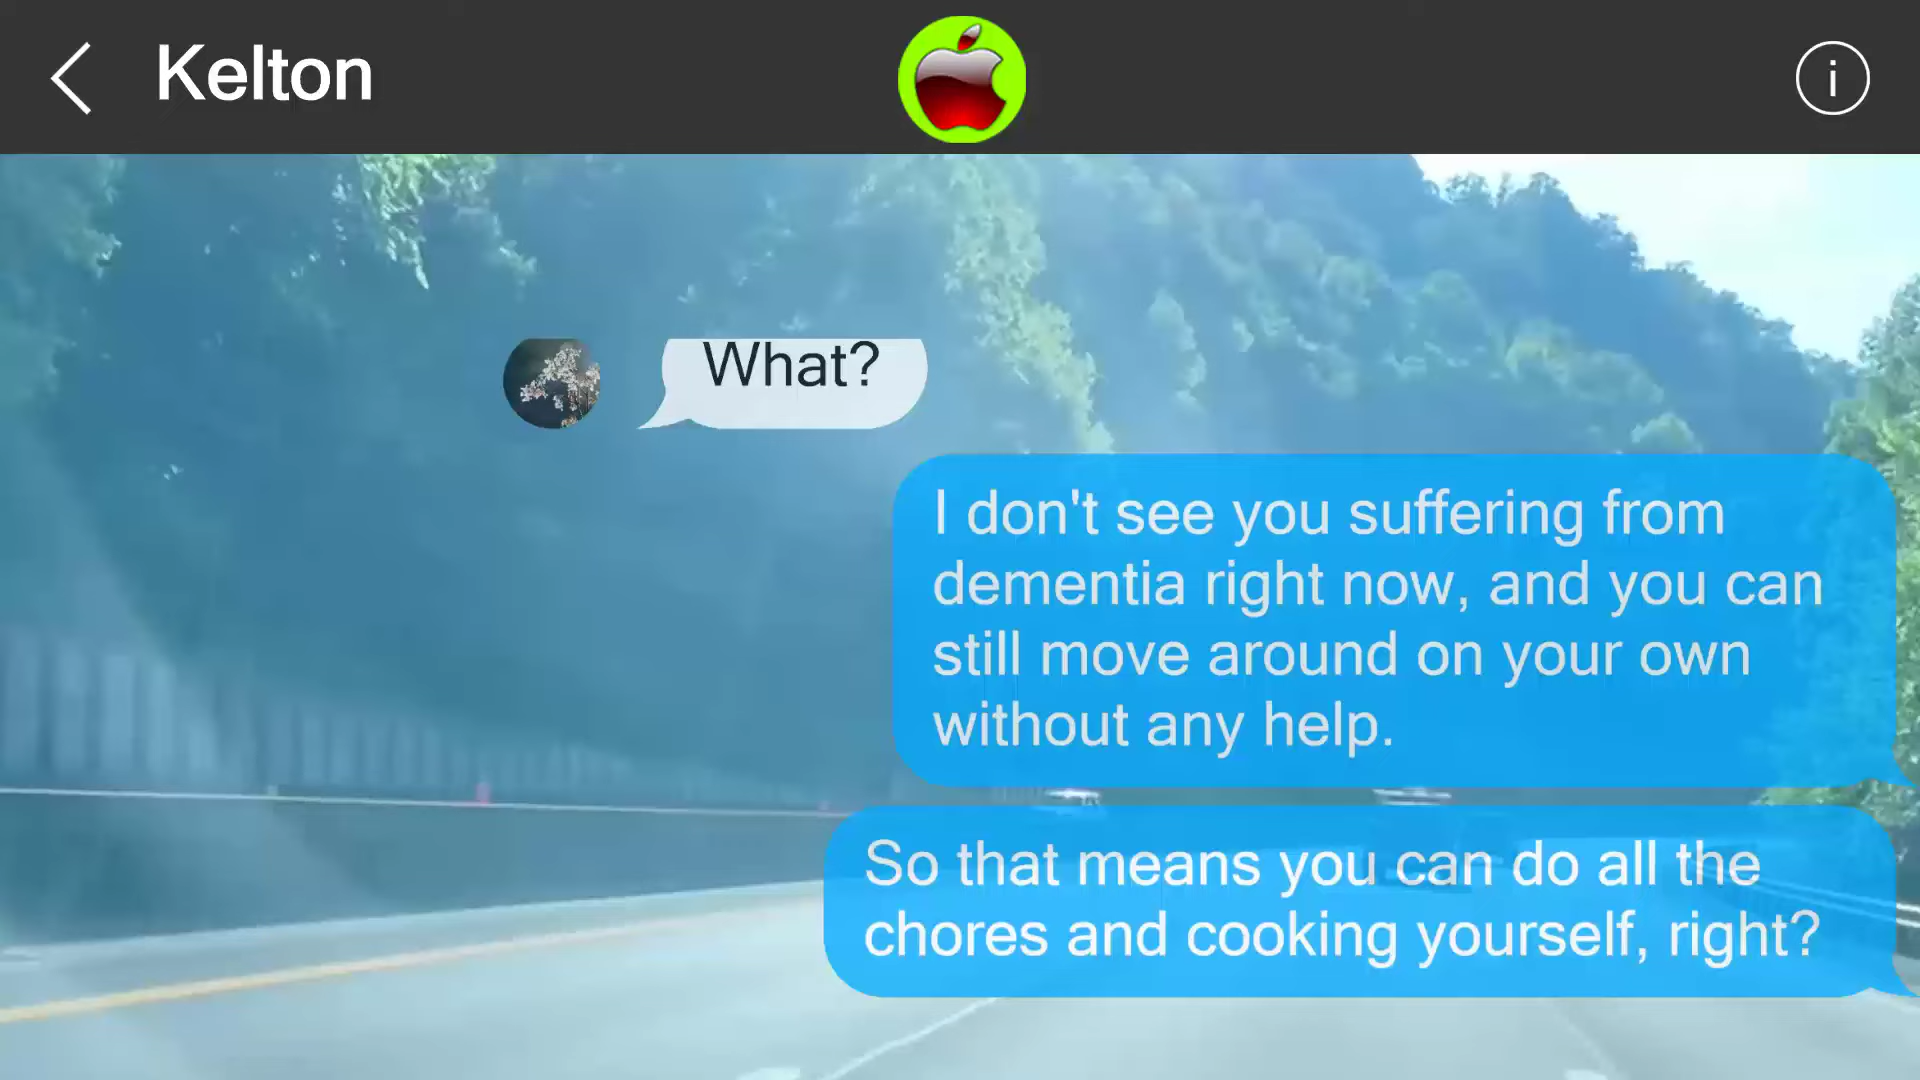 Kelton
What?
I don't see you suffering from
dementia right now, and you can
still move around on your own
without any help.
So that means you can do all the
chores and cooking yourself, right?